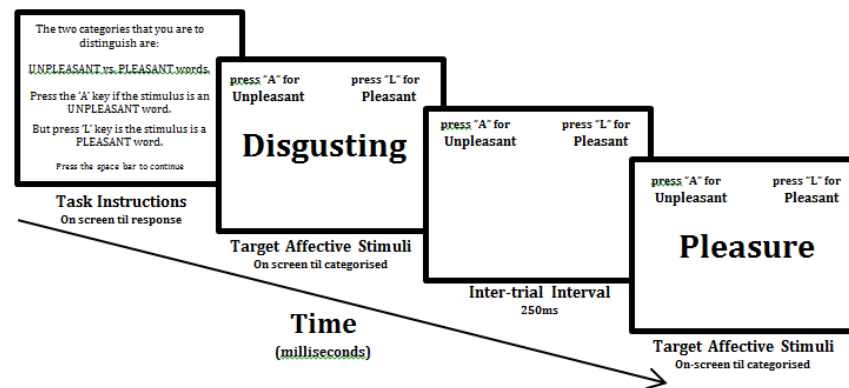 The two categories that you are to
distinguish are:
UNPLEASANT vs. PLEASANT words.
Press the 'A' key if the stimulus is an
UNPLEASANT word.
But press 'L' key is the stimulus is a
PLEASANT word.
Press the space bar to continue
Task Instructions
On screen til response
press "A" for
Unpleasant
press "L" for
Pleasant
Disgusting
Target Affective Stimuli
On screen til categorised
press "A" for
Unpleasant
press "L" for
Pleasant
Inter-trial Interval
250ms
press "A" for
Unpleasant
press "L" for
Pleasant
Pleasure
Target Affective Stimuli
On-screen til categorised
Time
(milliseconds)